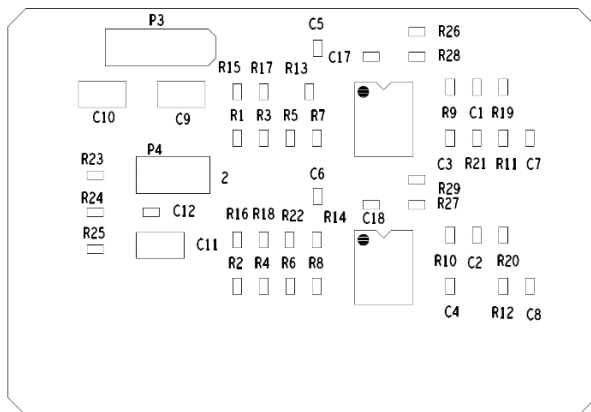 P3
C5
R26
C17
R28
R15 R17 R13
C10
C9
R1 R3 R5 R7
R9 C1 R19
R23
P4
2
C3 R21 R11 C7
C6
R29
R24
C12
R16 R18 R22
R14
C18
R27
R25
C11
R2 R4 R6 R8
R10 C2 R20
C4
R12 C8